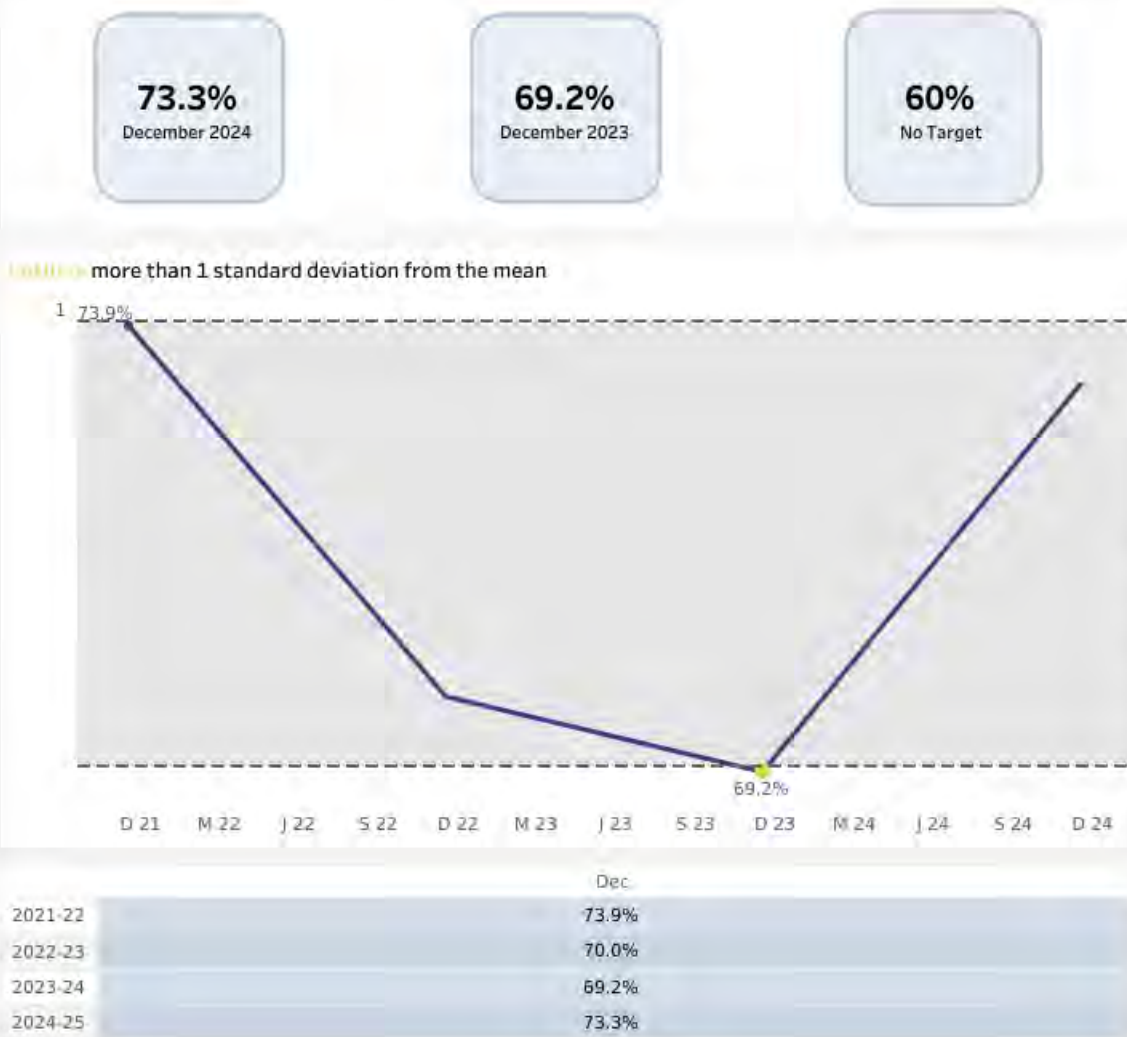 73.3%
December 2024
69.2%
December 2023
60%
No Target
more than 1 standard deviation from the mean
1
73.9%
69.2%
D 21 M 22 J 22 S 22 D 22 M 23 J 23 S 23 D 23 M 24 J 24 S 24 D 24
Dec
2021-22 73.9%
2022-23 70.0%
2023-24 69.2%
2024-25 73.3%